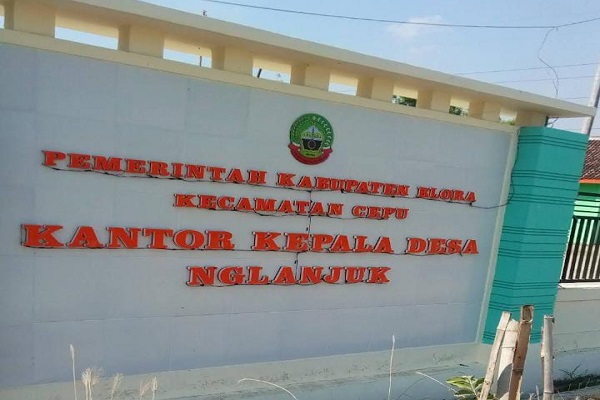 PEMERINTAH KABUPATEN BLORA
KECAMATAN CEPU
KANTOR KEPALA DESA
NGLANJUK